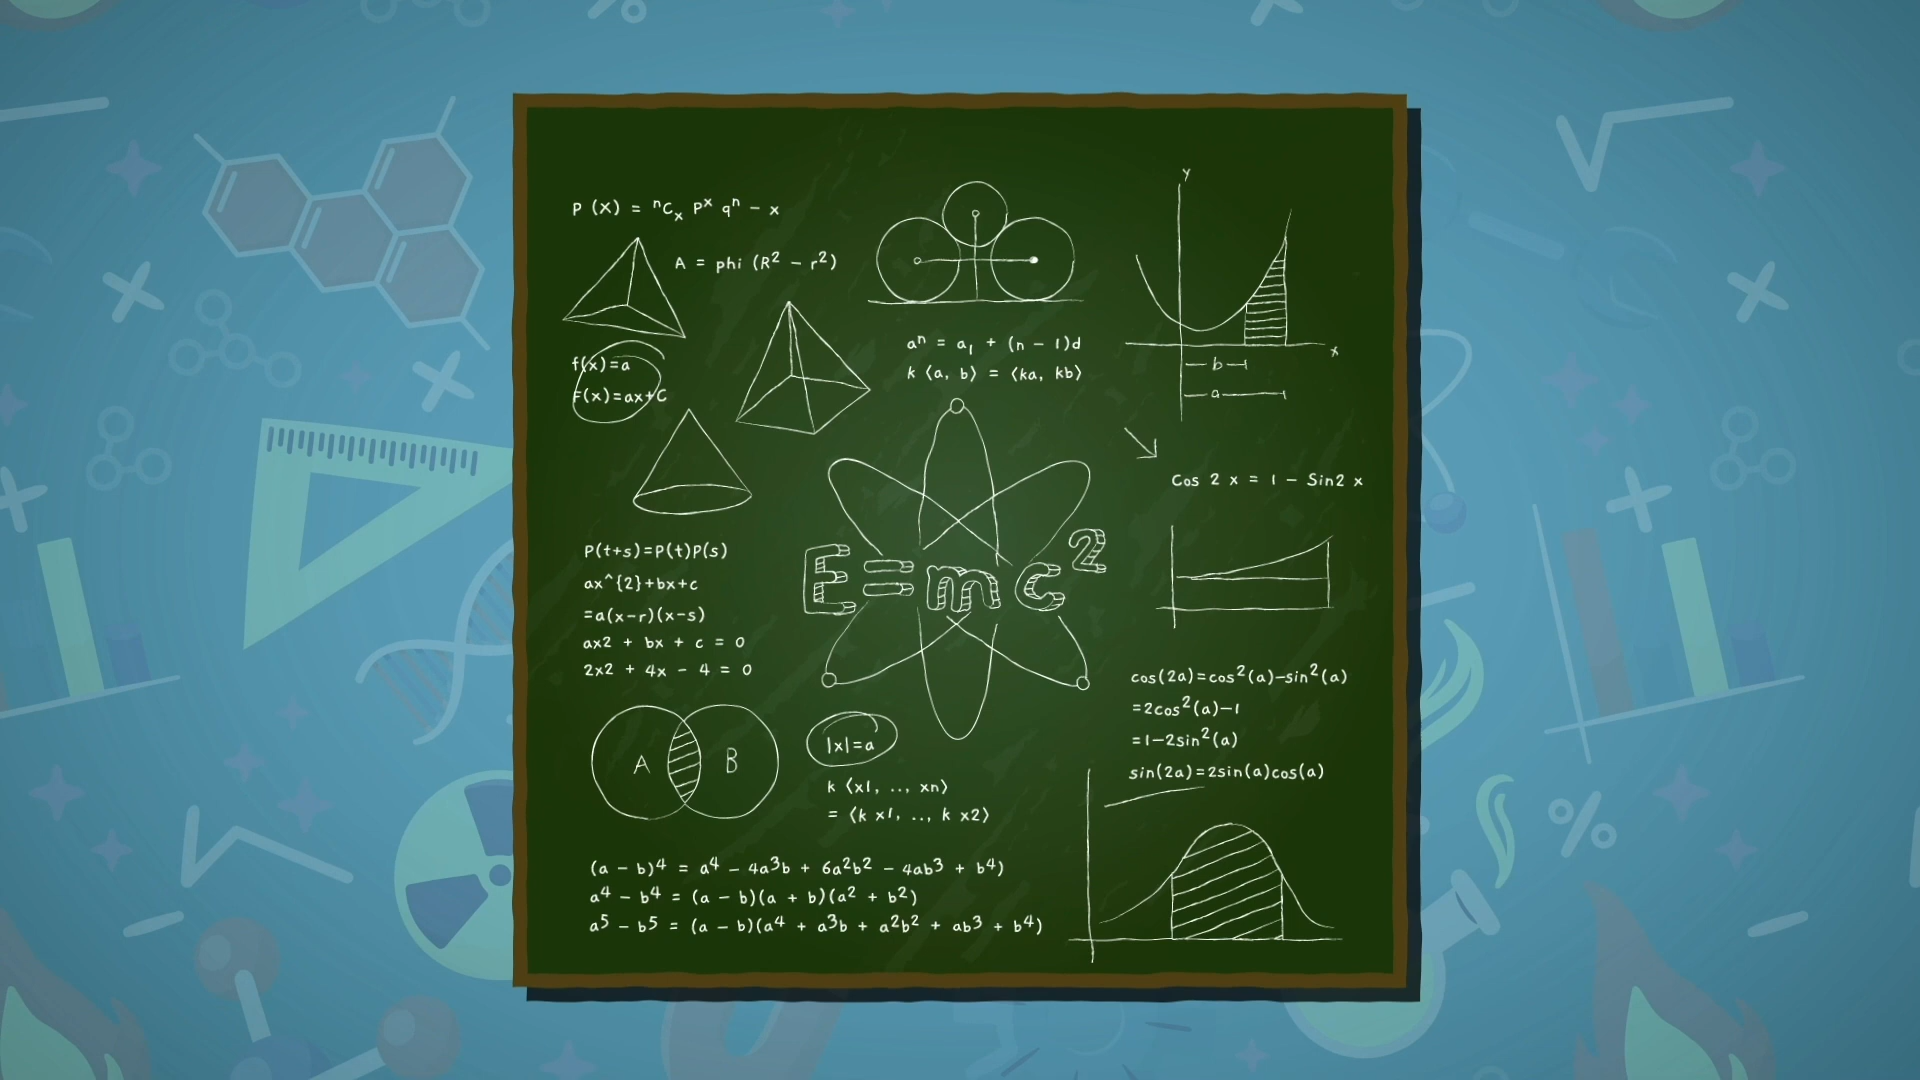 P (X) = ⁿCₓ Pˣ qⁿ - x
A = phi (R² - r²)
f(x)=a
F(x)=ax+C
aⁿ = a₁ + (n - 1)d
k ⟨a, b⟩ = ⟨ka, kb⟩
y
x
b
a
Cos 2 x = 1 - Sin2 x
E=mc²
P(t+s)=P(t)P(s)
ax^{2}+bx+c
=a(x-r)(x-s)
ax2 + bx + c = 0
2x2 + 4x - 4 = 0
A B
|x|=a
k ⟨x1, .., xn⟩
= ⟨k x1, .., k x2⟩
cos(2a)=cos²(a)-sin²(a)
=2cos²(a)-1
=1-2sin²(a)
sin(2a)=2sin(a)cos(a)
(a - b)⁴ = a⁴ - 4a³b + 6a²b² - 4ab³ + b⁴)
a⁴ - b⁴ = (a - b)(a + b)(a² + b²)
a⁵ - b⁵ = (a - b)(a⁴ + a³b + a²b² + ab³ + b⁴)